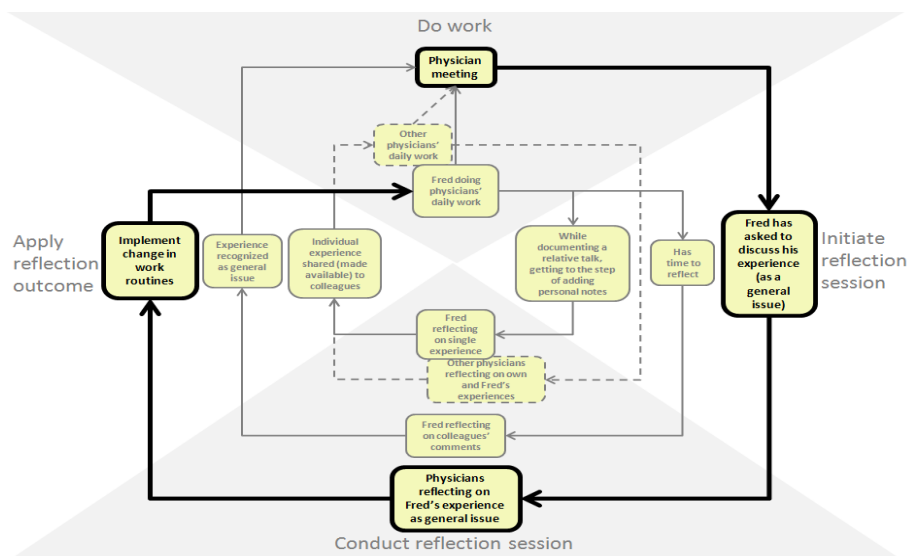 Do work
Physician
meeting
Other
physicians'
daily work
Fred doing
physicians'
daily work
Apply
reflection
outcome
Implement
change in
work
routines
Experience
recognized
as general
issue
Individual
experience
shared (made
available) to
colleagues
While
documenting a
relative talk,
getting to the
step of adding
personal notes
Has
time to
reflect
Fred has
asked to
discuss his
experience
(as a
general
issue)
Initiate
reflection
session
Fred
reflecting
on single
experience
Other physicians
reflecting on own
and Fred's
experiences
Fred reflecting
on colleagues'
comments
Physicians
reflecting on
Fred's experience
as general issue
Conduct reflection session